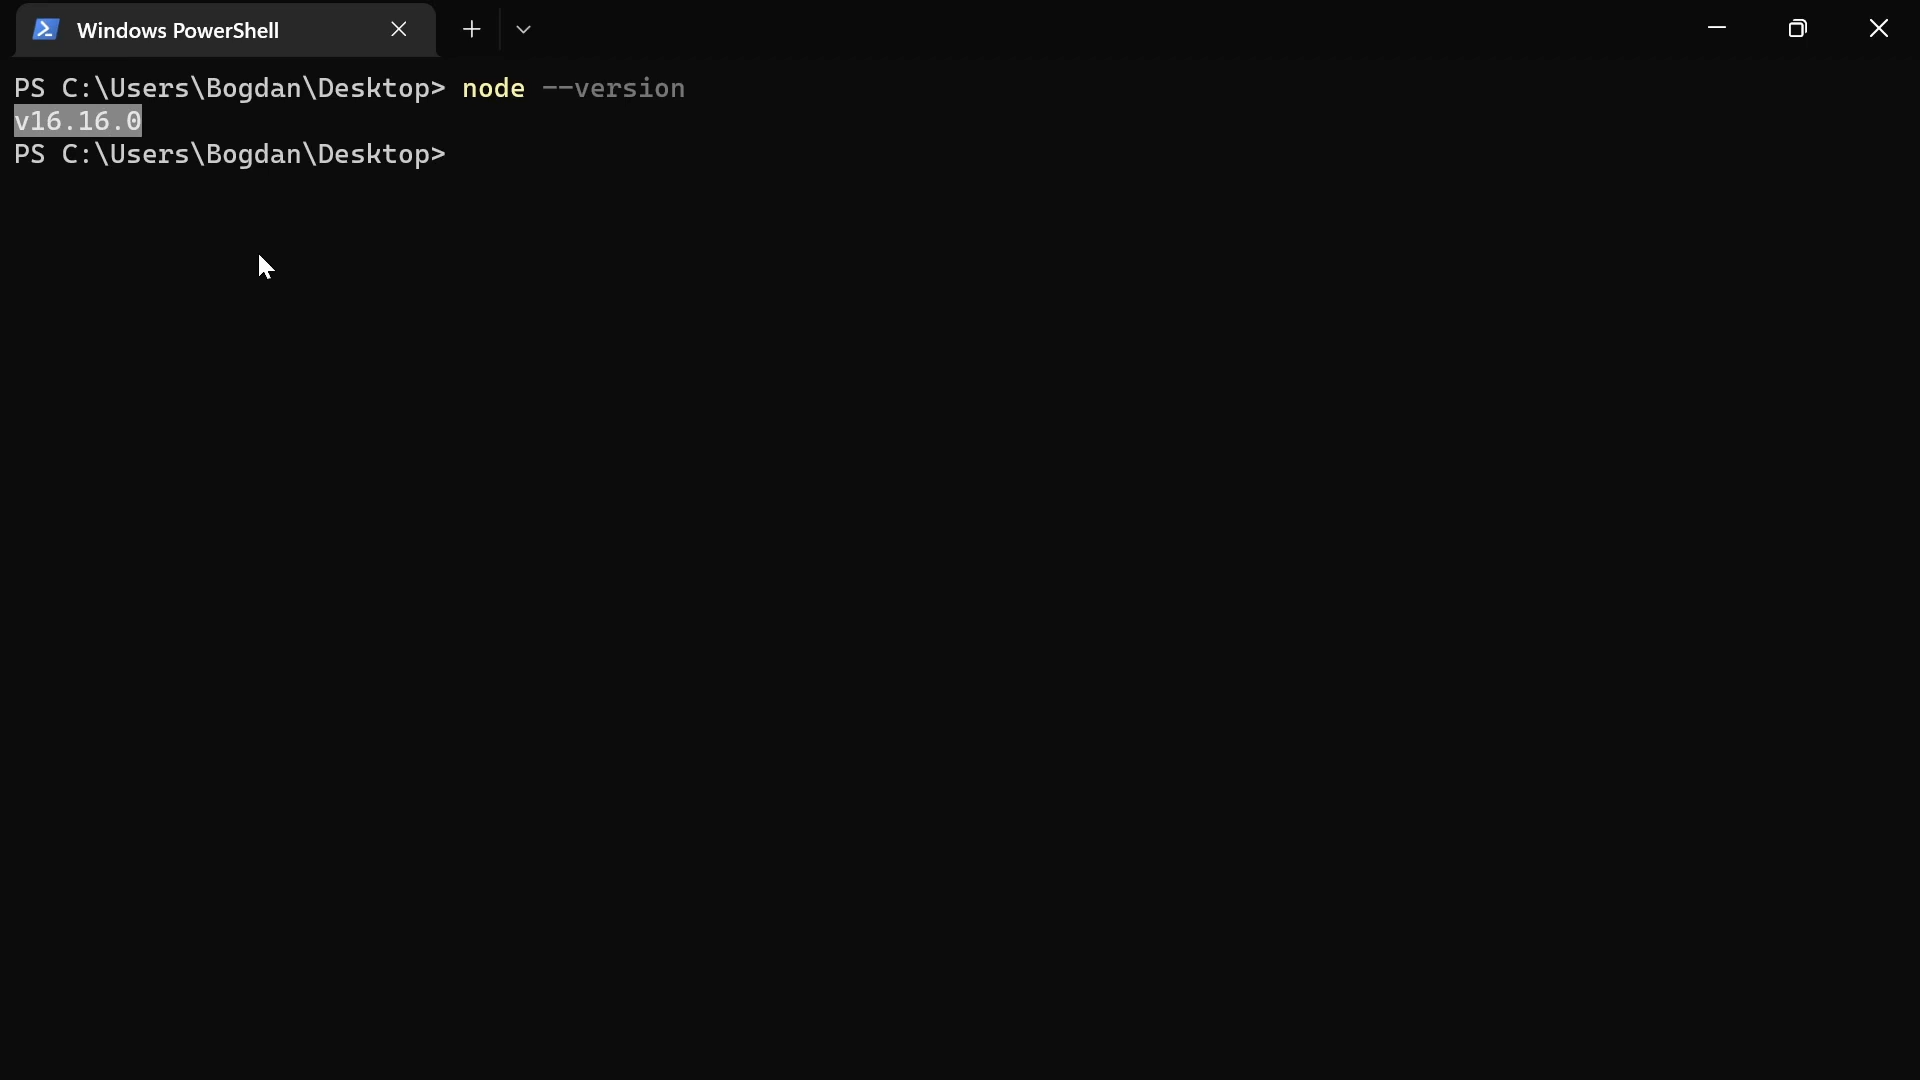 Windows PowerShell
PS C:\Users\Bogdan\Desktop> node --version
v16.16.0
PS C:\Users\Bogdan\Desktop>